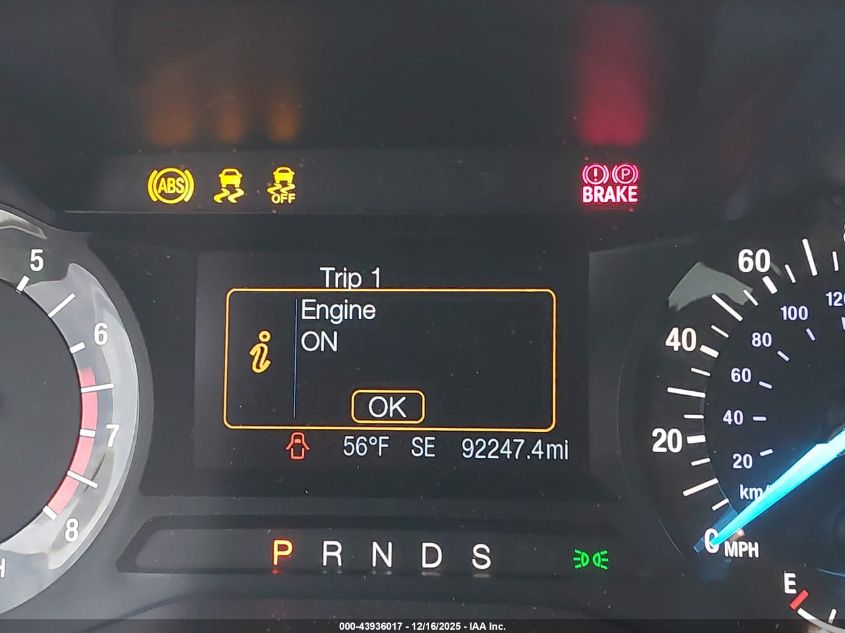 ABS
OFF
BRAKE
5
6
7
8
Trip 1
Engine
ON
OK
56°F SE 92247.4mi
P R N D S
60
40
20
0 MPH
100
80
60
40
20
km/
E
000-43936017 - 12/16/2025 - IAA Inc.